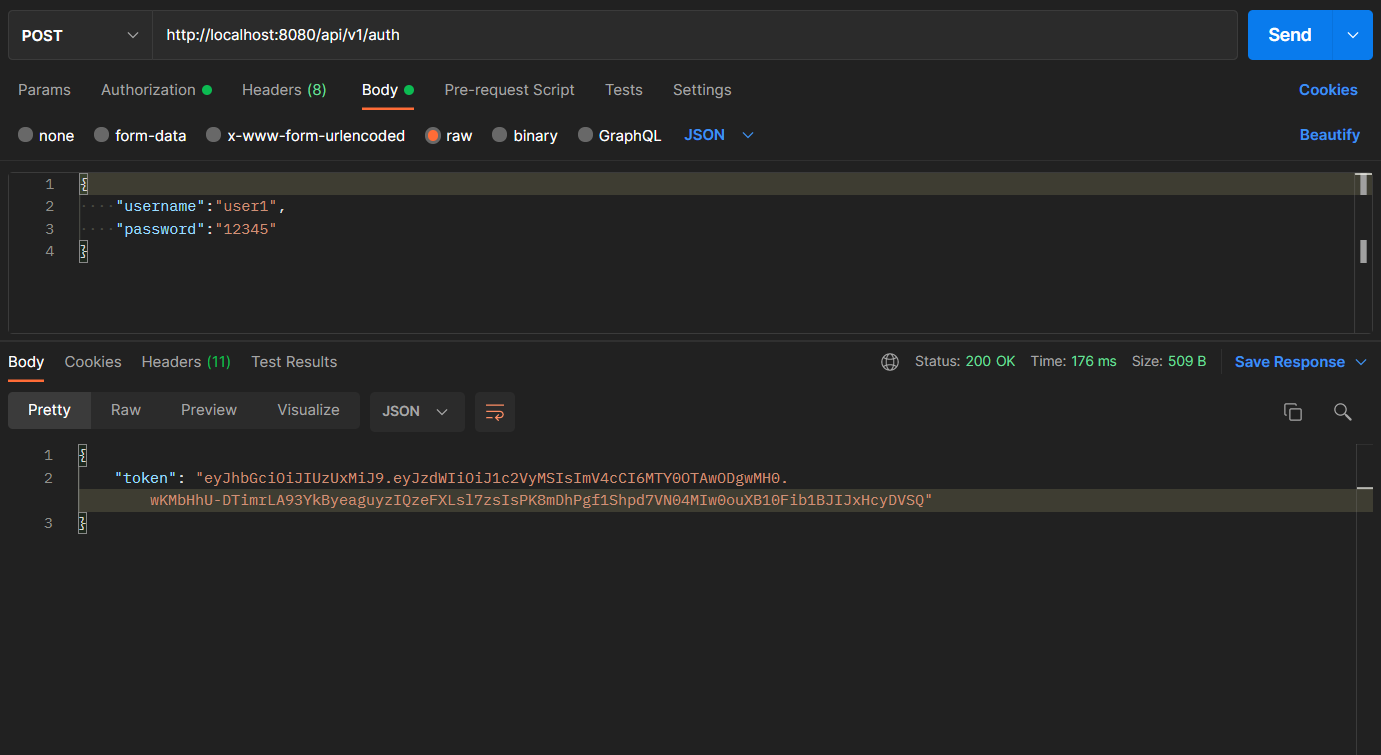 POST http://localhost:8080/api/v1/auth Send
Params Authorization Headers (8) Body Pre-request Script Tests Settings Cookies
none form-data x-www-form-urlencoded raw binary GraphQL JSON Beautify
1 {
2 "username":"user1",
3 "password":"12345"
4 }
Body Cookies Headers (11) Test Results Status: 200 OK Time: 176 ms Size: 509 B Save Response
Pretty Raw Preview Visualize JSON
1 {
2 "token": "eyJhbGciOiJIUzUxMiJ9.eyJzdWIiOiJ1c2VyMSIsImV4cCI6MTY0OTAwODgwMH0.
wKMbHhU-DTimrLA93YkByeaguyzIQzeFXLsl7zsIsPK8mDhPgf1Shpd7VN04MIw0ouXB10Fib1BJIJxHcyDVSQ"
3 }